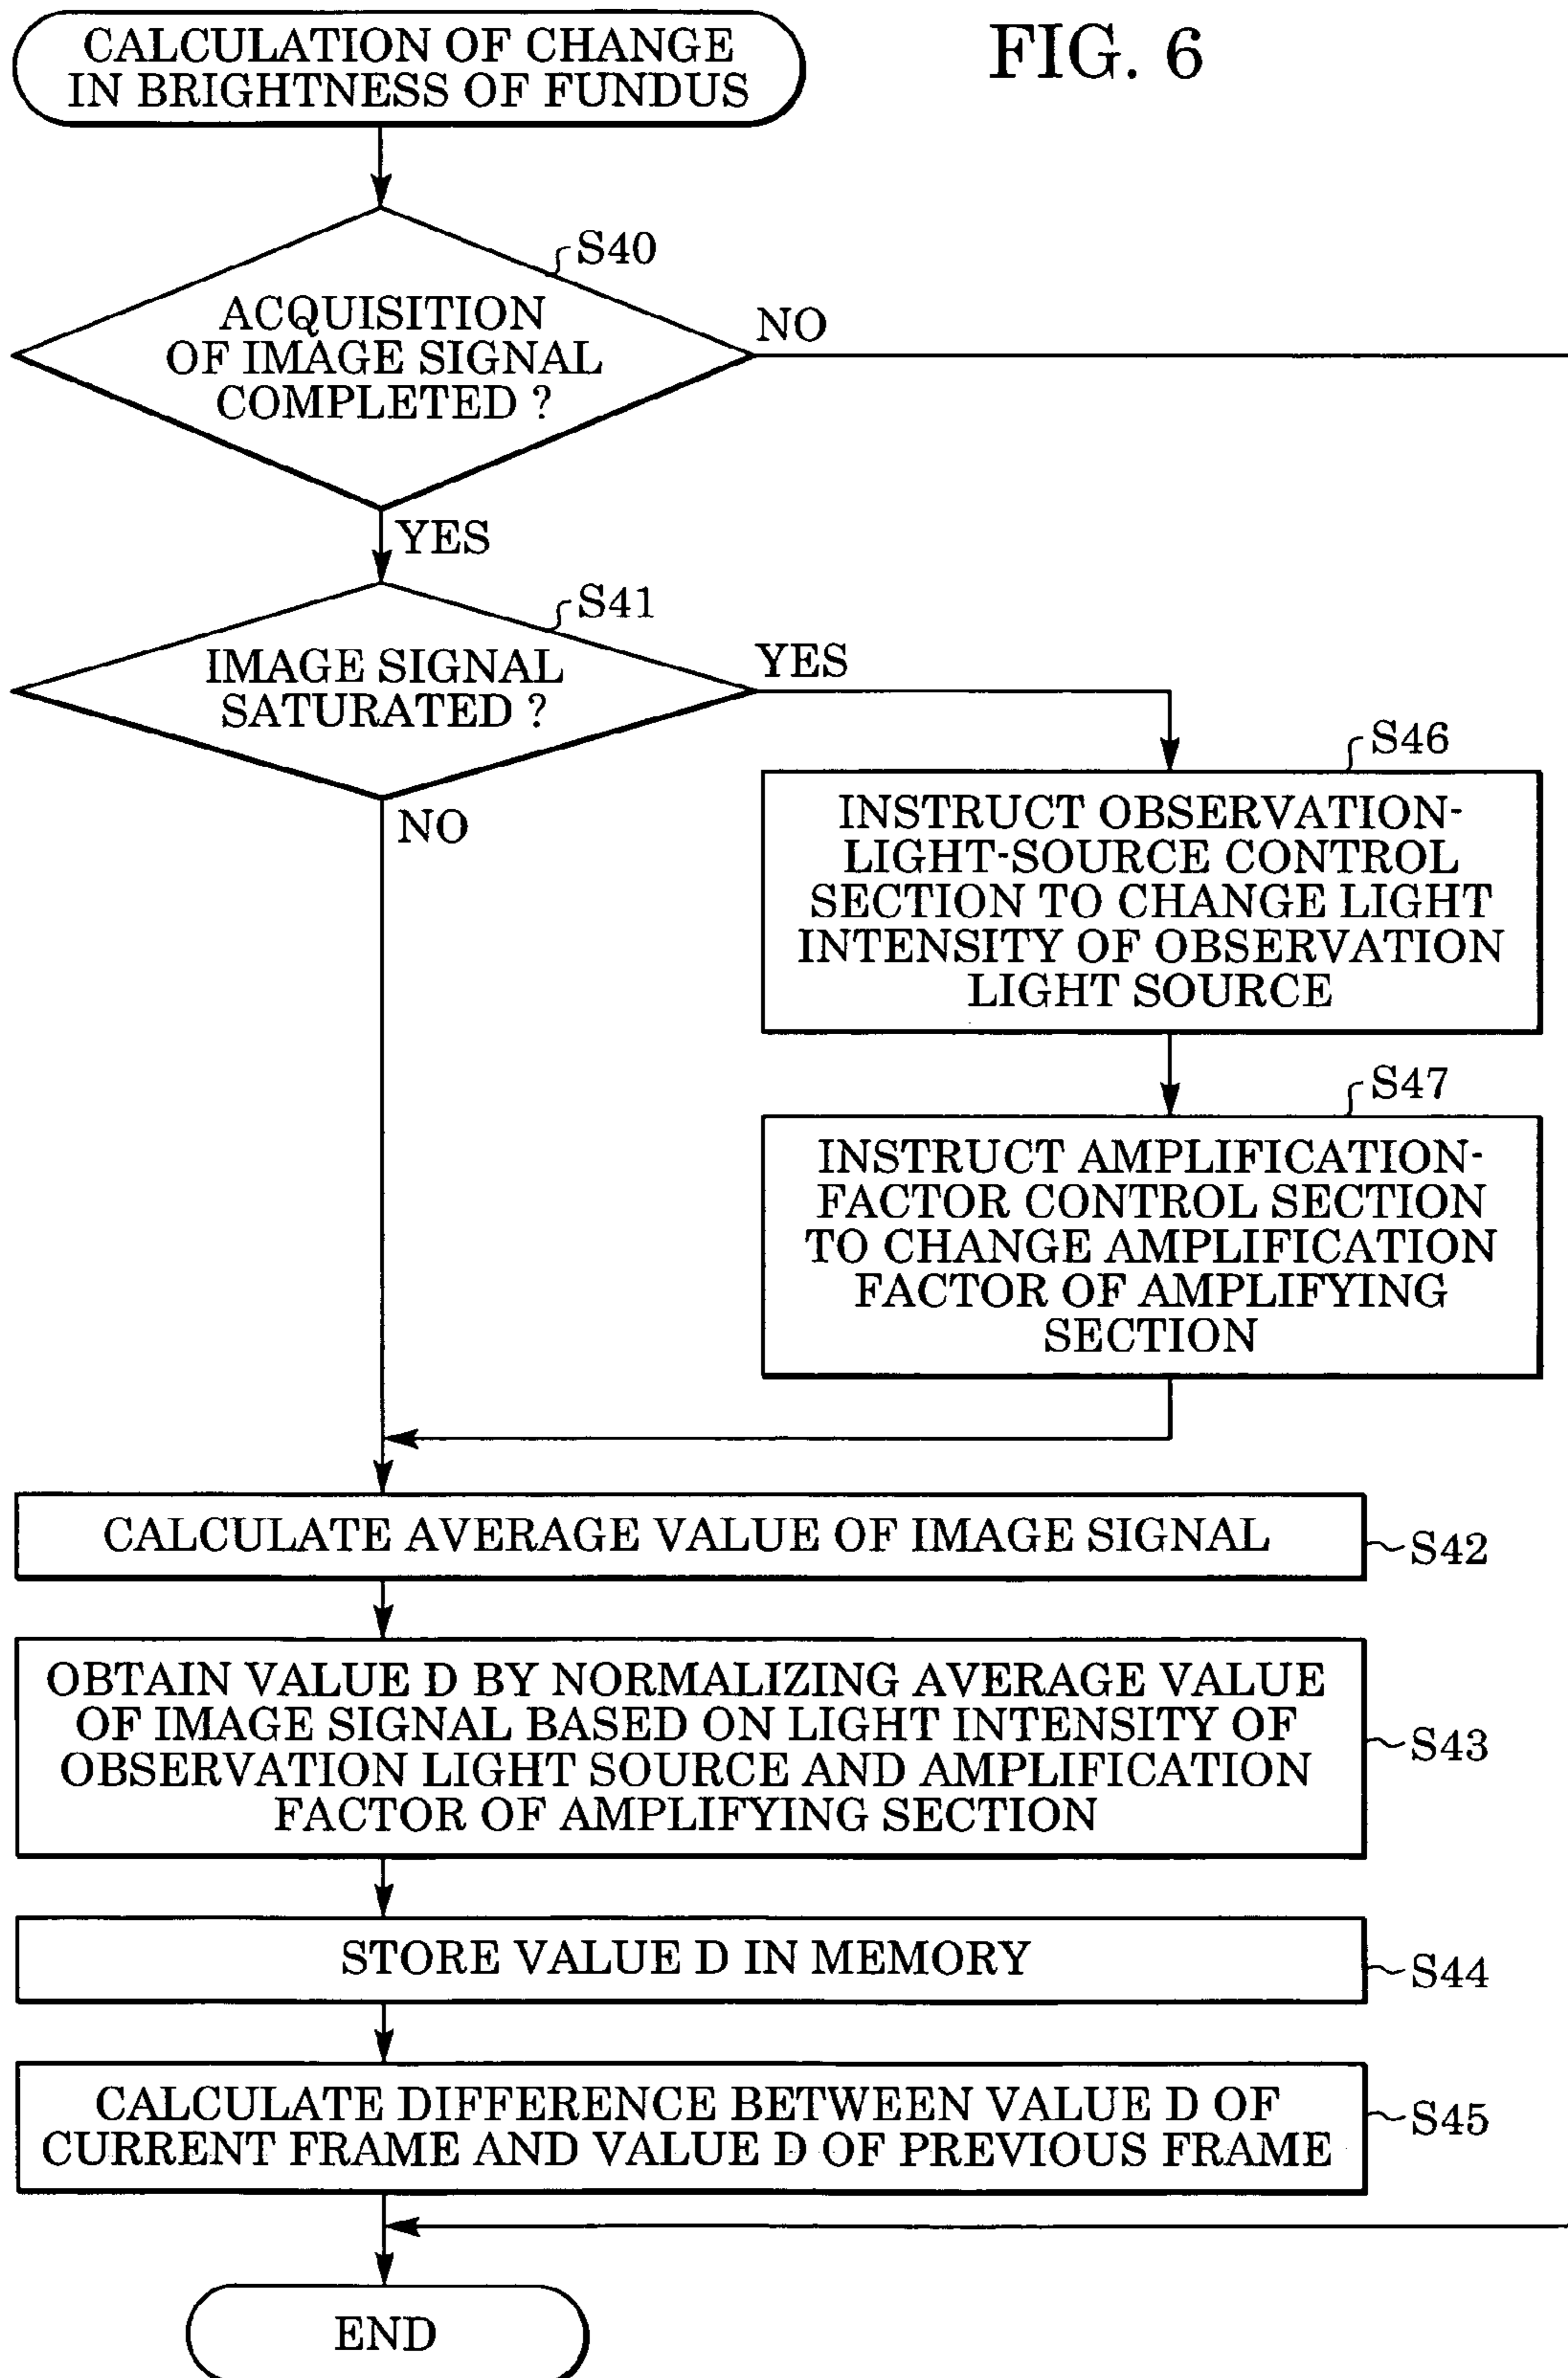 FIG. 6
CALCULATION OF CHANGE
IN BRIGHTNESS OF FUNDUS
S40
ACQUISITION
OF IMAGE SIGNAL
COMPLETED ?
NO
YES
S41
IMAGE SIGNAL
SATURATED ?
YES
NO
S46
INSTRUCT OBSERVATION-
LIGHT-SOURCE CONTROL
SECTION TO CHANGE LIGHT
INTENSITY OF OBSERVATION
LIGHT SOURCE
S47
INSTRUCT AMPLIFICATION-
FACTOR CONTROL SECTION
TO CHANGE AMPLIFICATION
FACTOR OF AMPLIFYING
SECTION
CALCULATE AVERAGE VALUE OF IMAGE SIGNAL
S42
OBTAIN VALUE D BY NORMALIZING AVERAGE VALUE
OF IMAGE SIGNAL BASED ON LIGHT INTENSITY OF
OBSERVATION LIGHT SOURCE AND AMPLIFICATION
FACTOR OF AMPLIFYING SECTION
S43
STORE VALUE D IN MEMORY
S44
CALCULATE DIFFERENCE BETWEEN VALUE D OF
CURRENT FRAME AND VALUE D OF PREVIOUS FRAME
S45
END